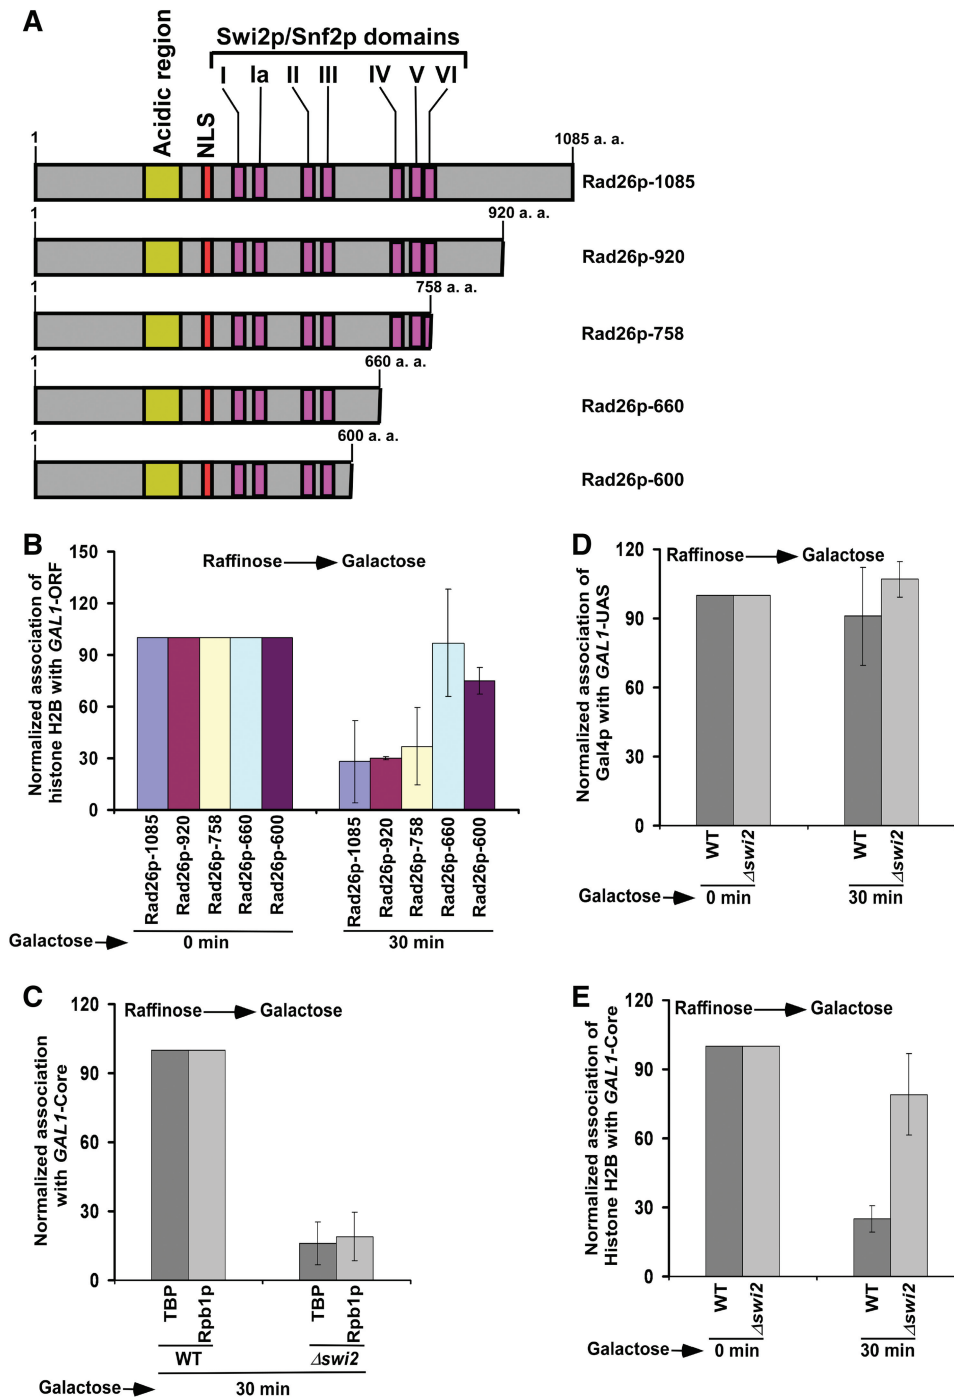 A
Acidic region
NLS
Swi2p/Snf2p domains
I Ia II III IV V VI
1
1085 a. a.
Rad26p-1085
1
920 a. a.
Rad26p-920
1
758 a. a.
Rad26p-758
1
660 a. a.
Rad26p-660
1
600 a. a.
Rad26p-600
B
Raffinose Galactose
Normalized association of
histone H2B with GAL1-ORF
150
120
90
60
30
0
Rad26p-1085
Rad26p-920
Rad26p-758
Rad26p-660
Rad26p-600
Rad26p-1085
Rad26p-920
Rad26p-758
Rad26p-660
Rad26p-600
Galactose
0 min
30 min
D
Raffinose Galactose
Normalized association of
Gal4p with GAL1-UAS
120
90
60
30
0
WT
Δswi2
WT
Δswi2
Galactose
0 min
30 min
C
Raffinose Galactose
Normalized association
with GAL1-Core
120
90
60
30
0
TBP
Rpb1p
TBP
Rpb1p
WT
Δswi2
Galactose
30 min
E
Raffinose Galactose
Normalized association of
Histone H2B with GAL1-Core
120
90
60
30
0
WT
Δswi2
WT
Δswi2
Galactose
0 min
30 min